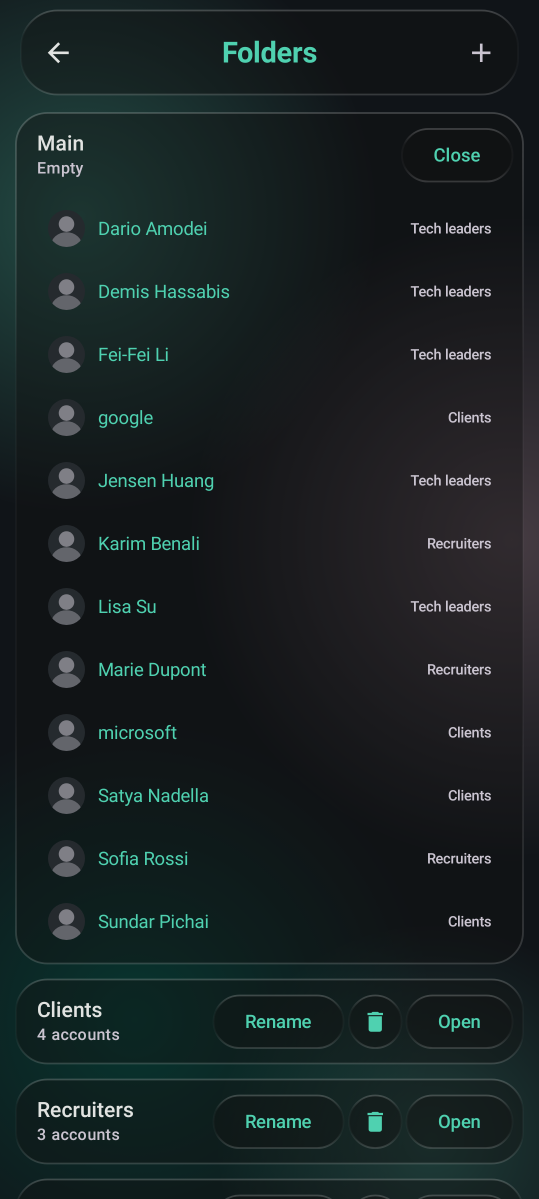 Folders
Main
Empty
Close
Dario Amodei Tech leaders
Demis Hassabis Tech leaders
Fei-Fei Li Tech leaders
google Clients
Jensen Huang Tech leaders
Karim Benali Recruiters
Lisa Su Tech leaders
Marie Dupont Recruiters
microsoft Clients
Satya Nadella Clients
Sofia Rossi Recruiters
Sundar Pichai Clients
Clients
4 accounts
Rename Open
Recruiters
3 accounts
Rename Open